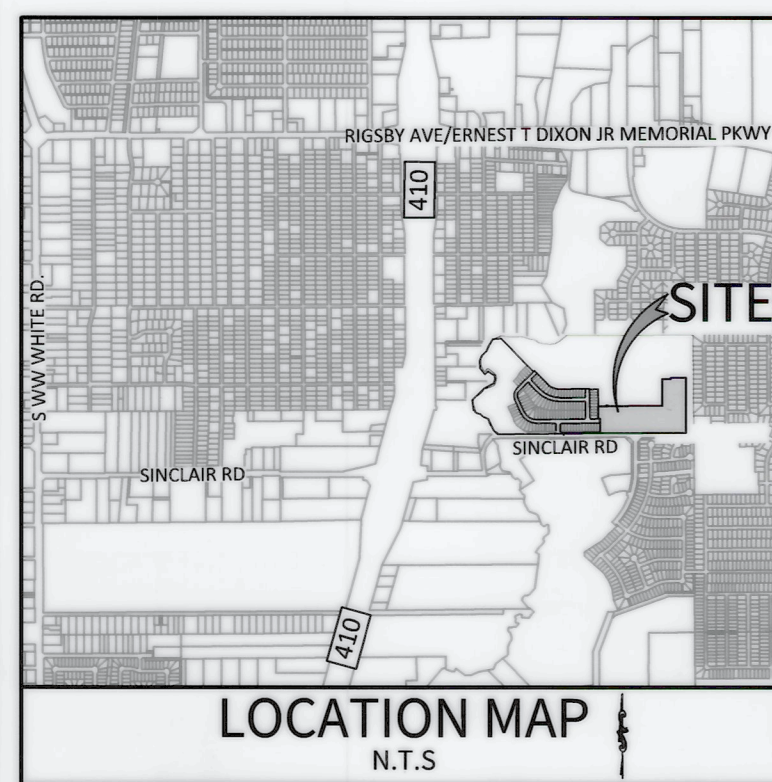 RIGSBY AVE/ERNEST T DIXON JR MEMORIAL PKWY
410
S WW WHITE RD.
SITE
SINCLAIR RD
SINCLAIR RD
410
LOCATION MAP
N.T.S